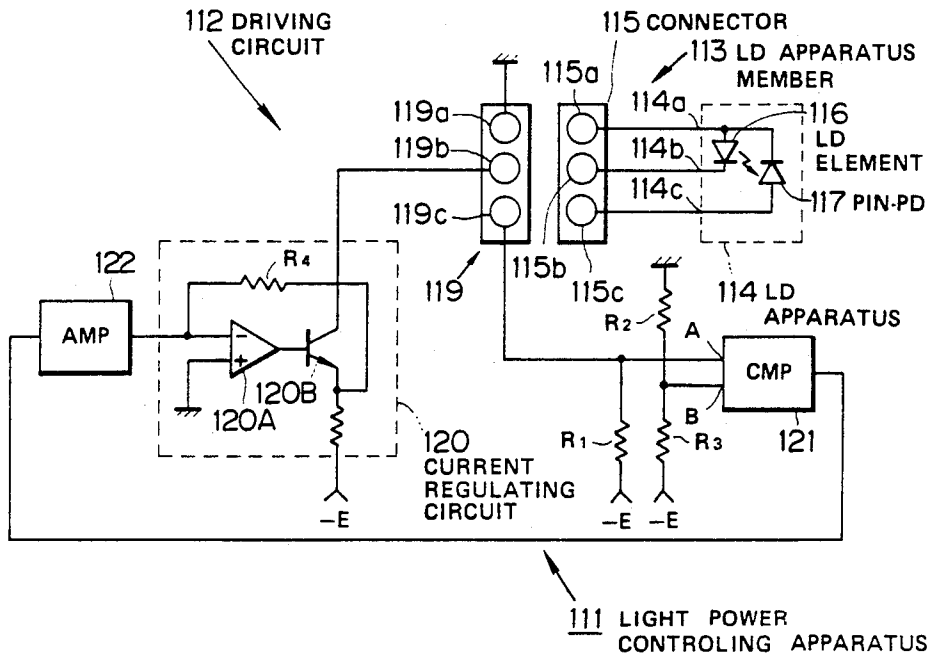 112 DRIVING
CIRCUIT
115 CONNECTOR
113 LD APPARATUS
MEMBER
115a
114a
116
LD
ELEMENT
119a
119b
114b
119c
114c
117 PIN-PD
119
115b
115c
114 LD
APPARATUS
122
R4
AMP
−
+
120A
120B
R2
A
CMP
B
121
R1
R3
120
CURRENT
REGULATING
CIRCUIT
−E
−E
−E
111 LIGHT POWER
CONTROLING APPARATUS